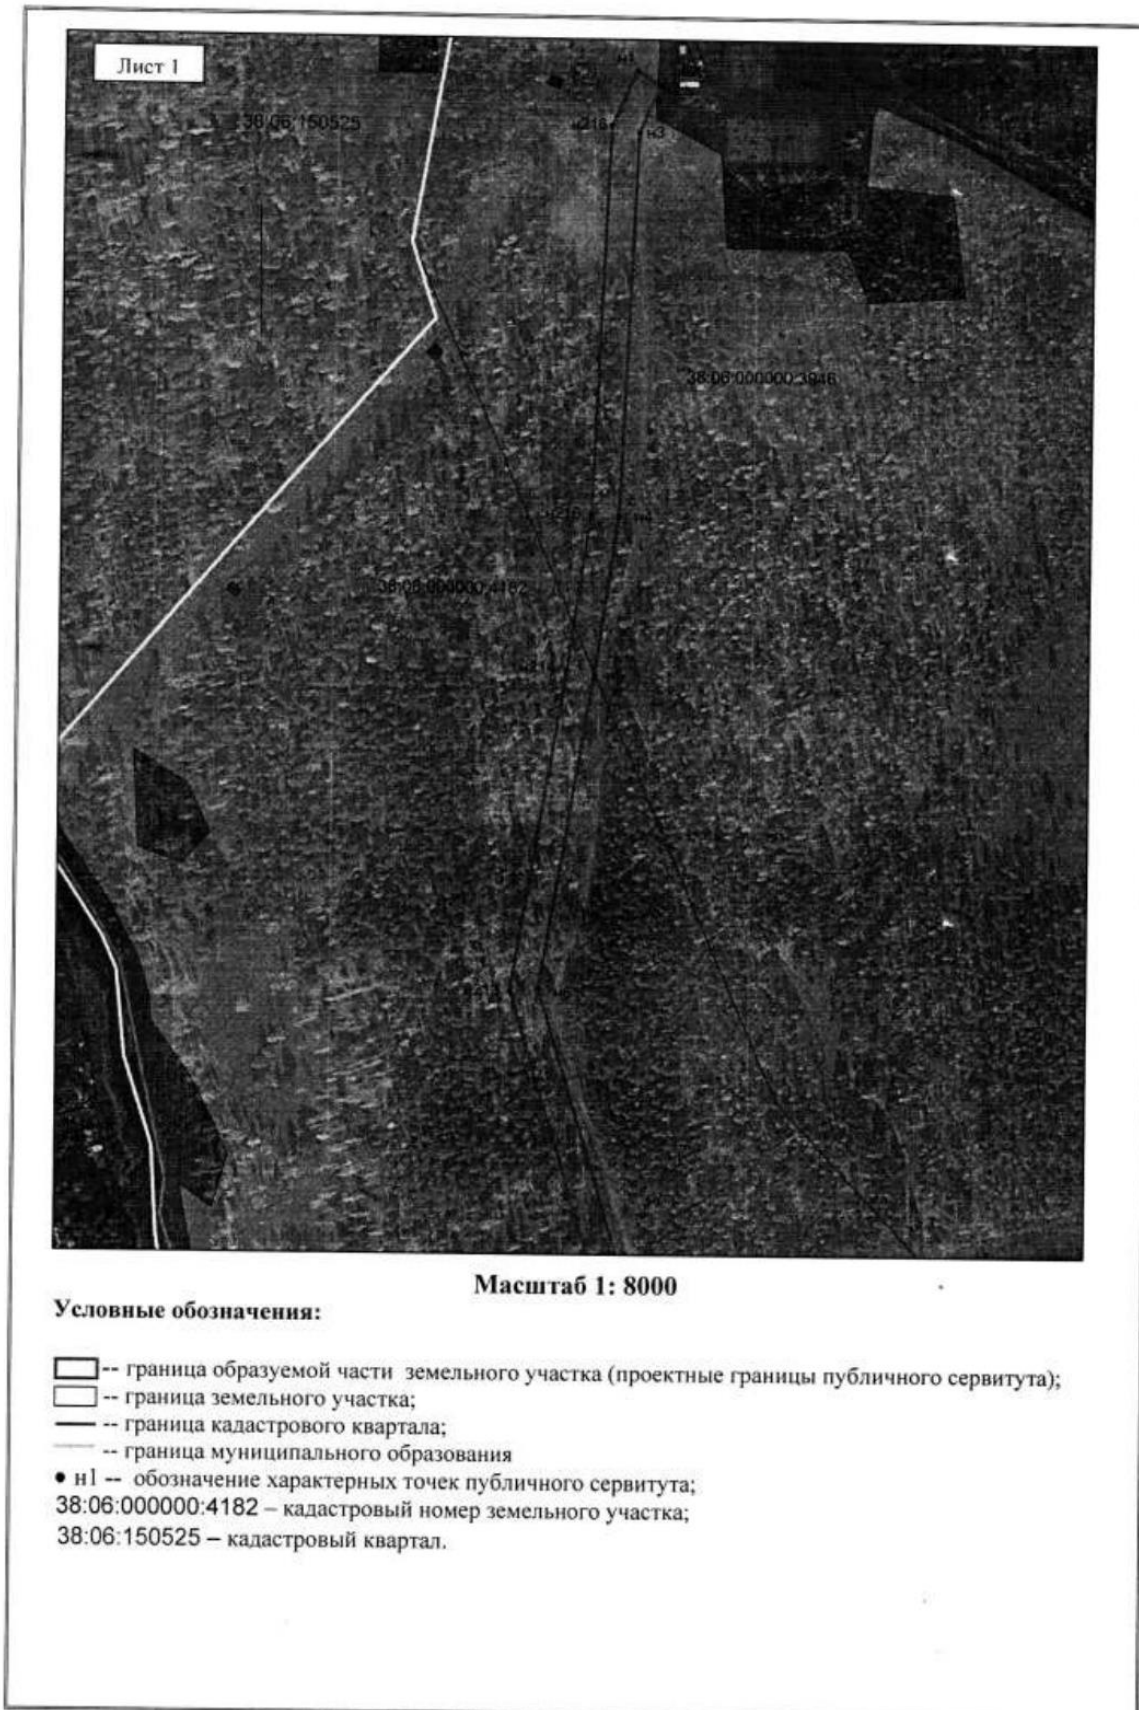 Лист 1
н1
38:06:150525
н216
н3
38:06:000000:3946
38:06:000000:4182
Масштаб 1: 8000
Условные обозначения:
-- граница образуемой части земельного участка (проектные границы публичного сервитута);
-- граница земельного участка;
-- граница кадастрового квартала;
-- граница муниципального образования
• н1 -- обозначение характерных точек публичного сервитута;
38:06:000000:4182 – кадастровый номер земельного участка;
38:06:150525 – кадастровый квартал.